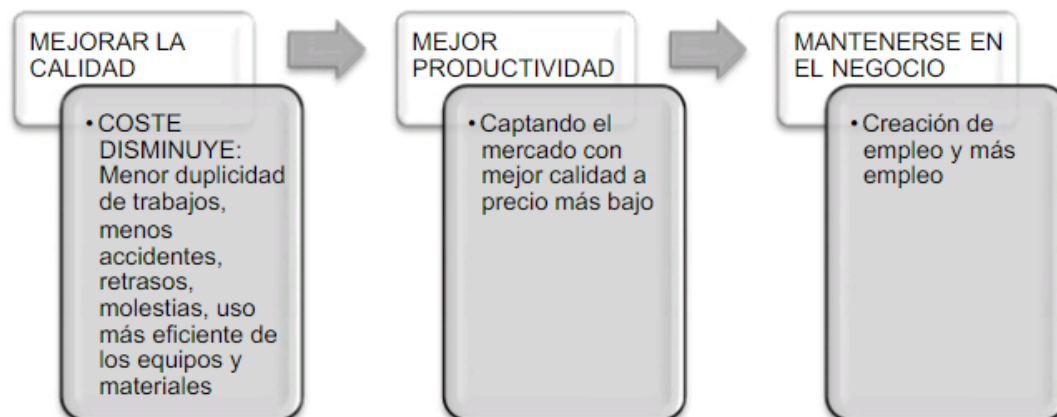 MEJORAR LA
CALIDAD
• COSTE
DISMINUYE:
Menor duplicidad
de trabajos,
menos
accidentes,
retrasos,
molestias, uso
más eficiente de
los equipos y
materiales
MEJOR
PRODUCTIVIDAD
• Captando el
mercado con
mejor calidad a
precio más bajo
MANTENERSE EN
EL NEGOCIO
• Creación de
empleo y más
empleo